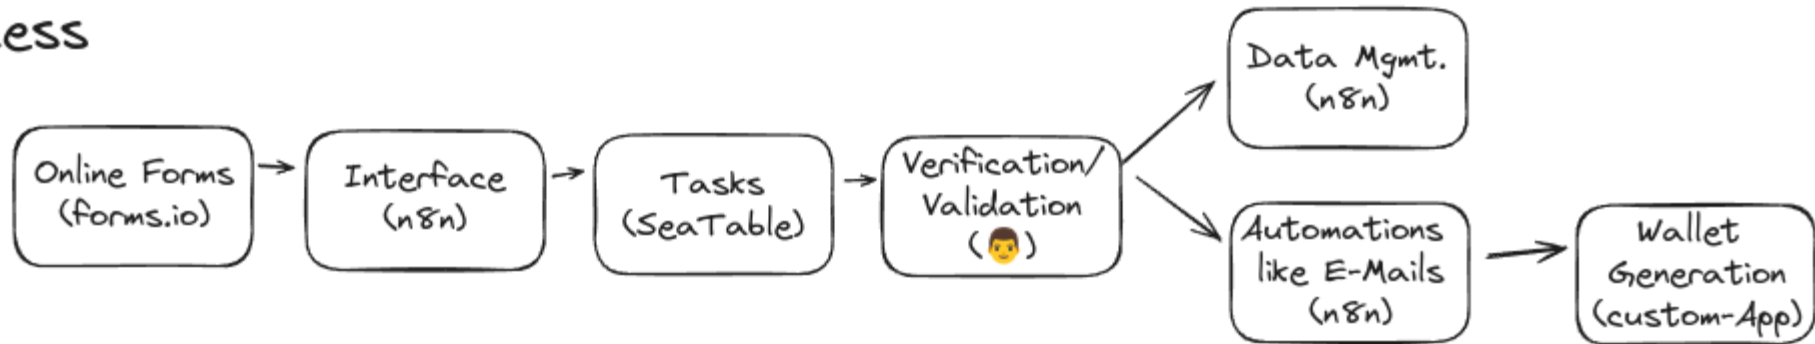 ess
Online Forms
(forms.io)
Interface
(n8n)
Tasks
(SeaTable)
Verification/
Validation
(👨)
Data Mgmt.
(n8n)
Automations
like E-Mails
(n8n)
Wallet
Generation
(custom-App)